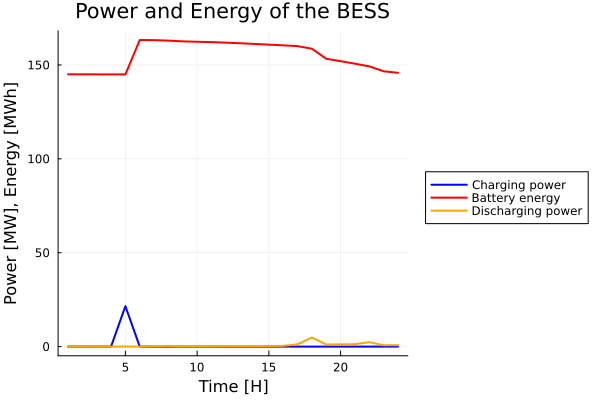 Power and Energy of the BESS
Power [MW], Energy [MWh]
150
100
50
0
5
10
15
20
Time [H]
Charging power
Battery energy
Discharging power